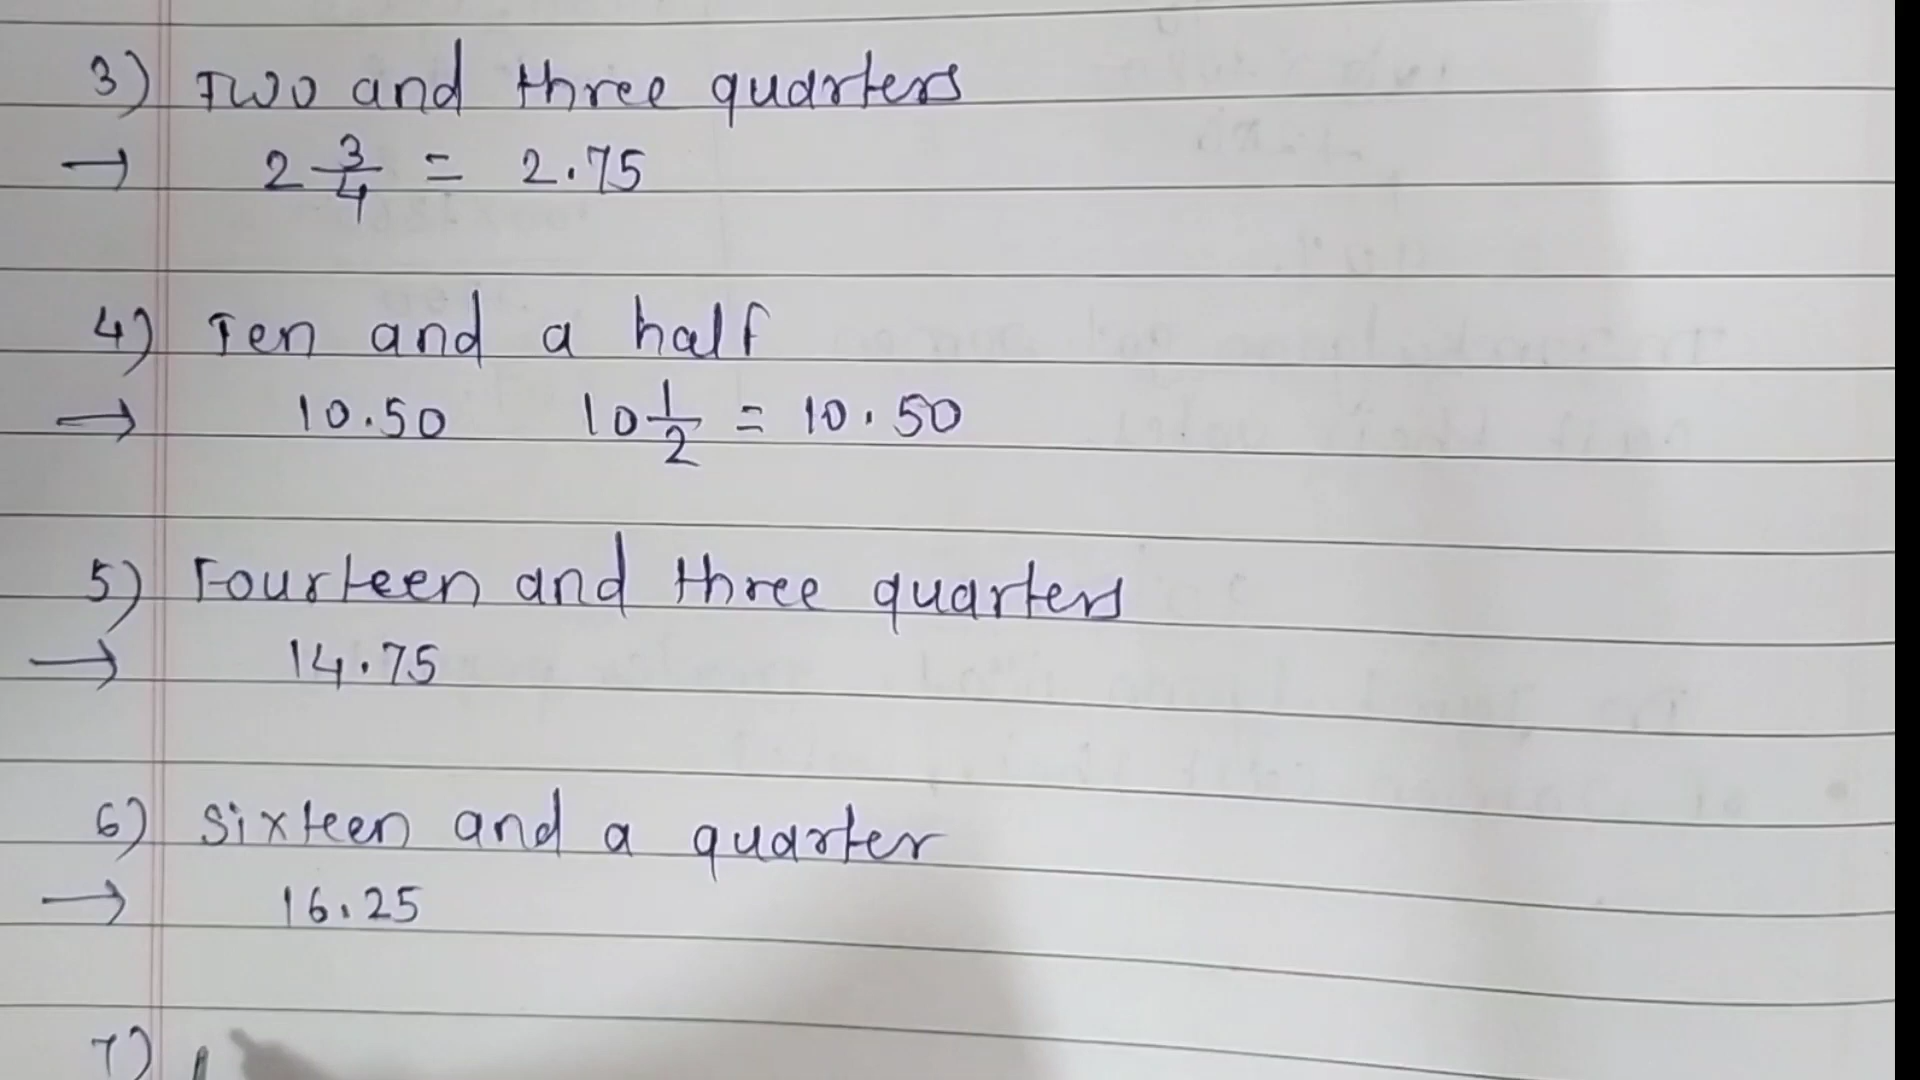 3) Two and three quarters
→ 2 3/4 = 2.75
4) Ten and a half
→ 10.50 10 1/2 = 10.50
5) Fourteen and three quarters
→ 14.75
6) sixteen and a quarter
→ 16.25
7)